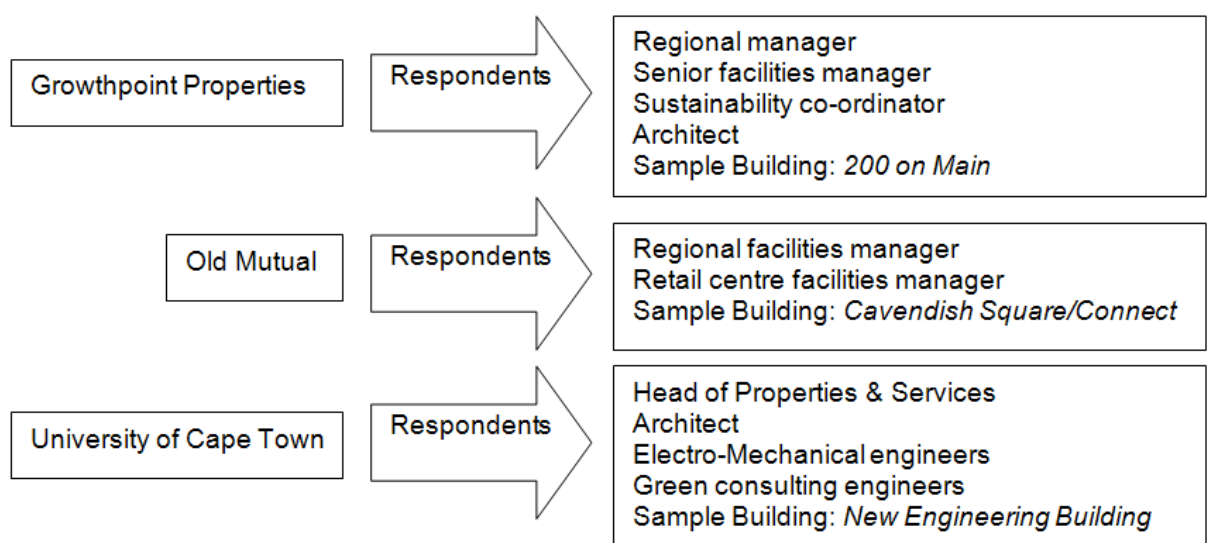 Growthpoint Properties
Respondents
Regional manager
Senior facilities manager
Sustainability co-ordinator
Architect
Sample Building: 200 on Main
Old Mutual
Respondents
Regional facilities manager
Retail centre facilities manager
Sample Building: Cavendish Square/Connect
University of Cape Town
Respondents
Head of Properties & Services
Architect
Electro-Mechanical engineers
Green consulting engineers
Sample Building: New Engineering Building